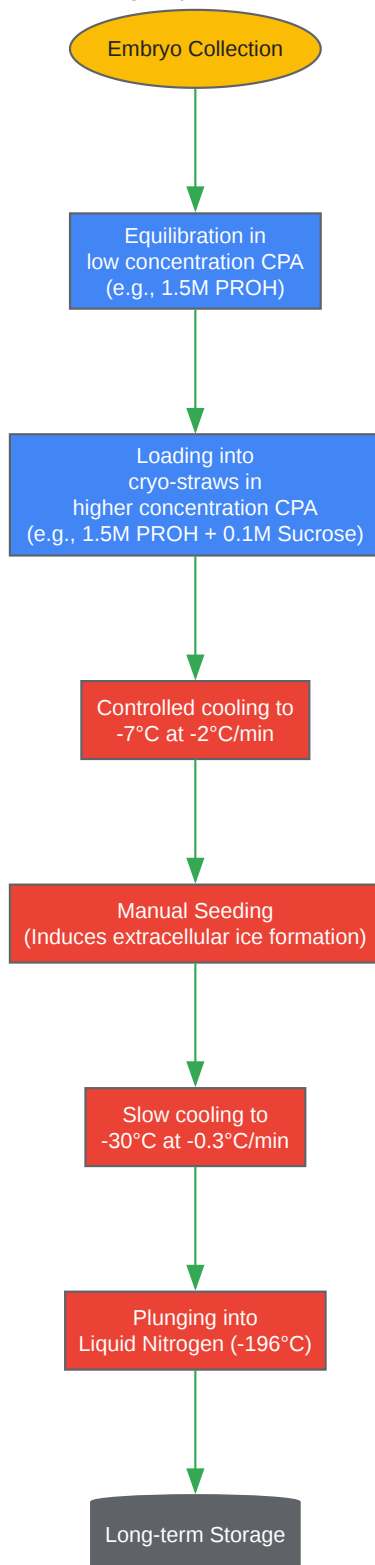 Embryo Collection
Equilibration in
low concentration CPA
(e.g., 1.5M PROH)
Loading into
cryo-straws in
higher concentration CPA
(e.g., 1.5M PROH + 0.1M Sucrose)
Controlled cooling to
-7°C at -2°C/min
Manual Seeding
(Induces extracellular ice formation)
Slow cooling to
-30°C at -0.3°C/min
Plunging into
Liquid Nitrogen (-196°C)
Long-term Storage